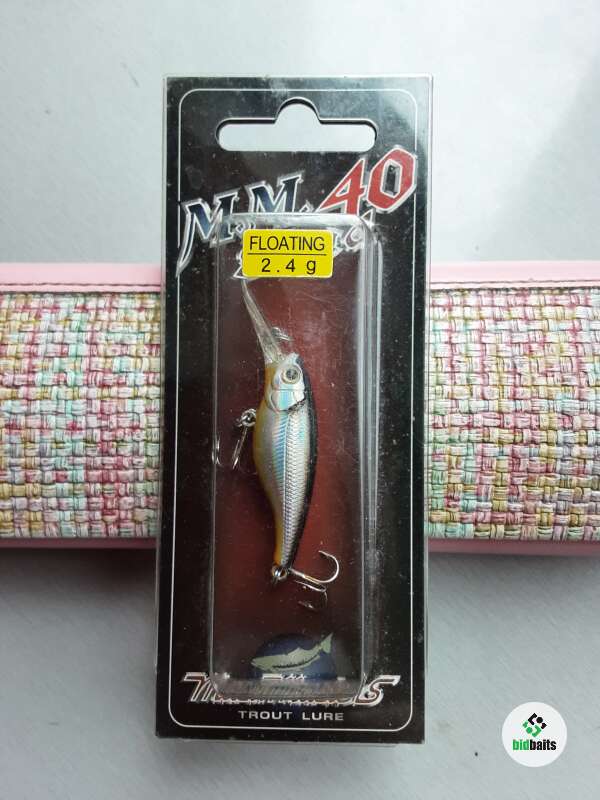 M.M. 40
FLOATING
2.4 g
TROUT LURE
bidbaits